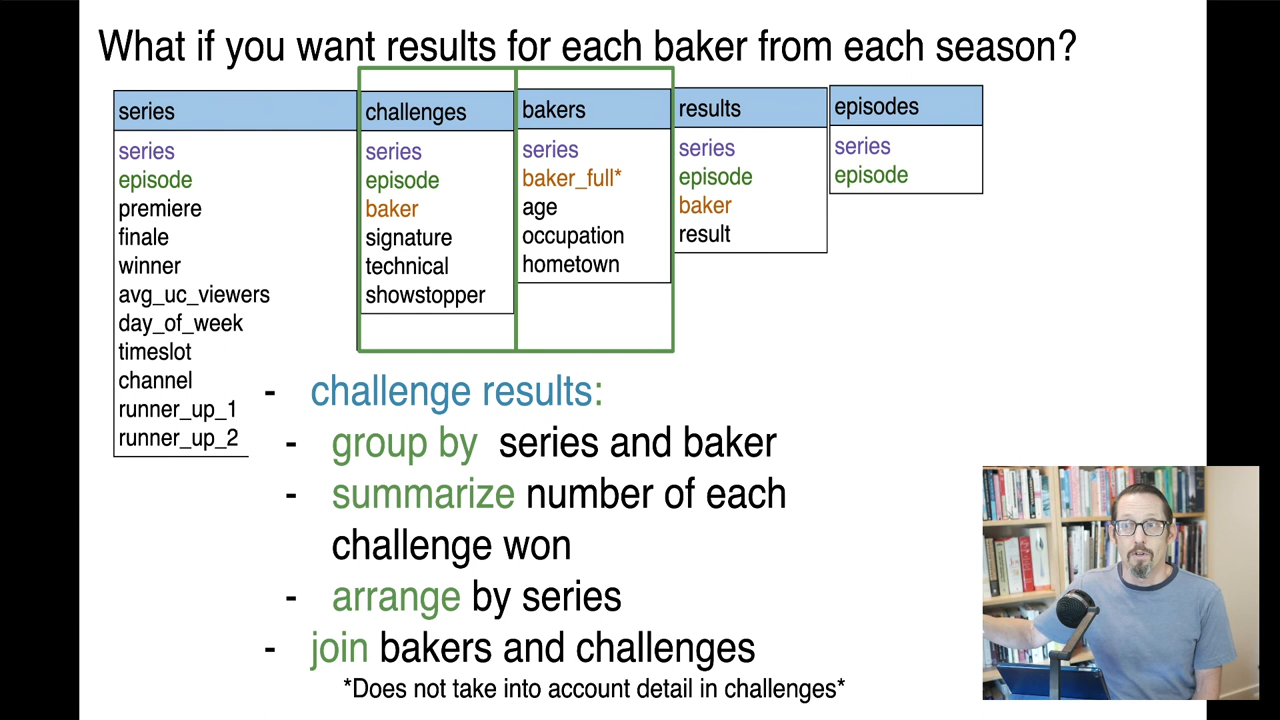 What if you want results for each baker from each season?
series
series
episode
premiere
finale
winner
avg_uc_viewers
day_of_week
timeslot
channel
runner_up_1
runner_up_2
challenges
series
episode
baker
signature
technical
showstopper
bakers
series
baker_full*
age
occupation
hometown
results
series
episode
baker
result
episodes
series
episode
- challenge results:
- group by series and baker
- summarize number of each
challenge won
- arrange by series
- join bakers and challenges
*Does not take into account detail in challenges*